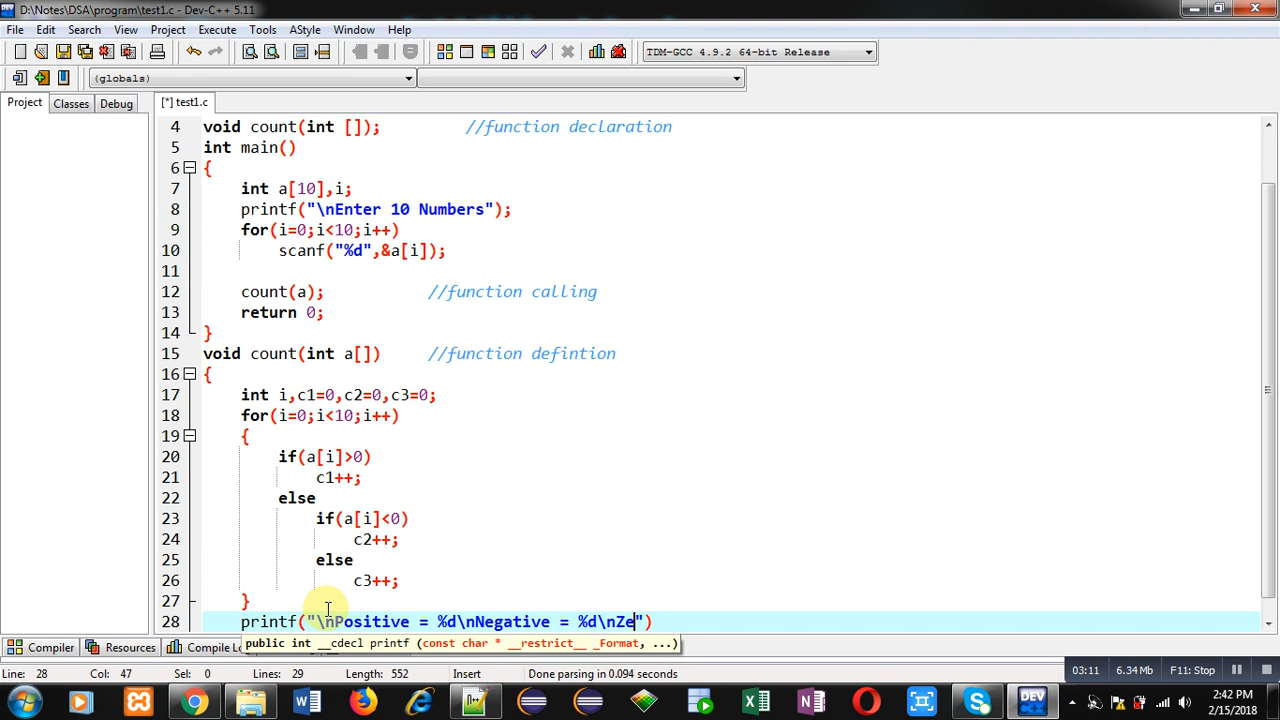 D:\Notes\DSA\program\test1.c - Dev-C++ 5.11
File Edit Search View Project Execute Tools AStyle Window Help
TDM-GCC 4.9.2 64-bit Release
(globals)
Project Classes Debug [*] test1.c
4 void count(int []); //function declaration
5 int main()
6 {
7 int a[10],i;
8 printf("\nEnter 10 Numbers");
9 for(i=0;i<10;i++)
10 scanf("%d",&a[i]);
11
12 count(a); //function calling
13 return 0;
14 }
15 void count(int a[]) //function defintion
16 {
17 int i,c1=0,c2=0,c3=0;
18 for(i=0;i<10;i++)
19 {
20 if(a[i]>0)
21 c1++;
22 else
23 if(a[i]<0)
24 c2++;
25 else
26 c3++;
27 }
28 printf("\nPositive = %d\nNegative = %d\nZe")
public int __cdecl printf (const char * __restrict__ _Format, ...)
Compiler Resources Compile Lo
Line: 28 Col: 47 Sel: 0 Lines: 29 Length: 552 Insert Done parsing in 0.094 seconds
03:11 6.34 MB F11: Stop
2:42 PM
2/15/2018